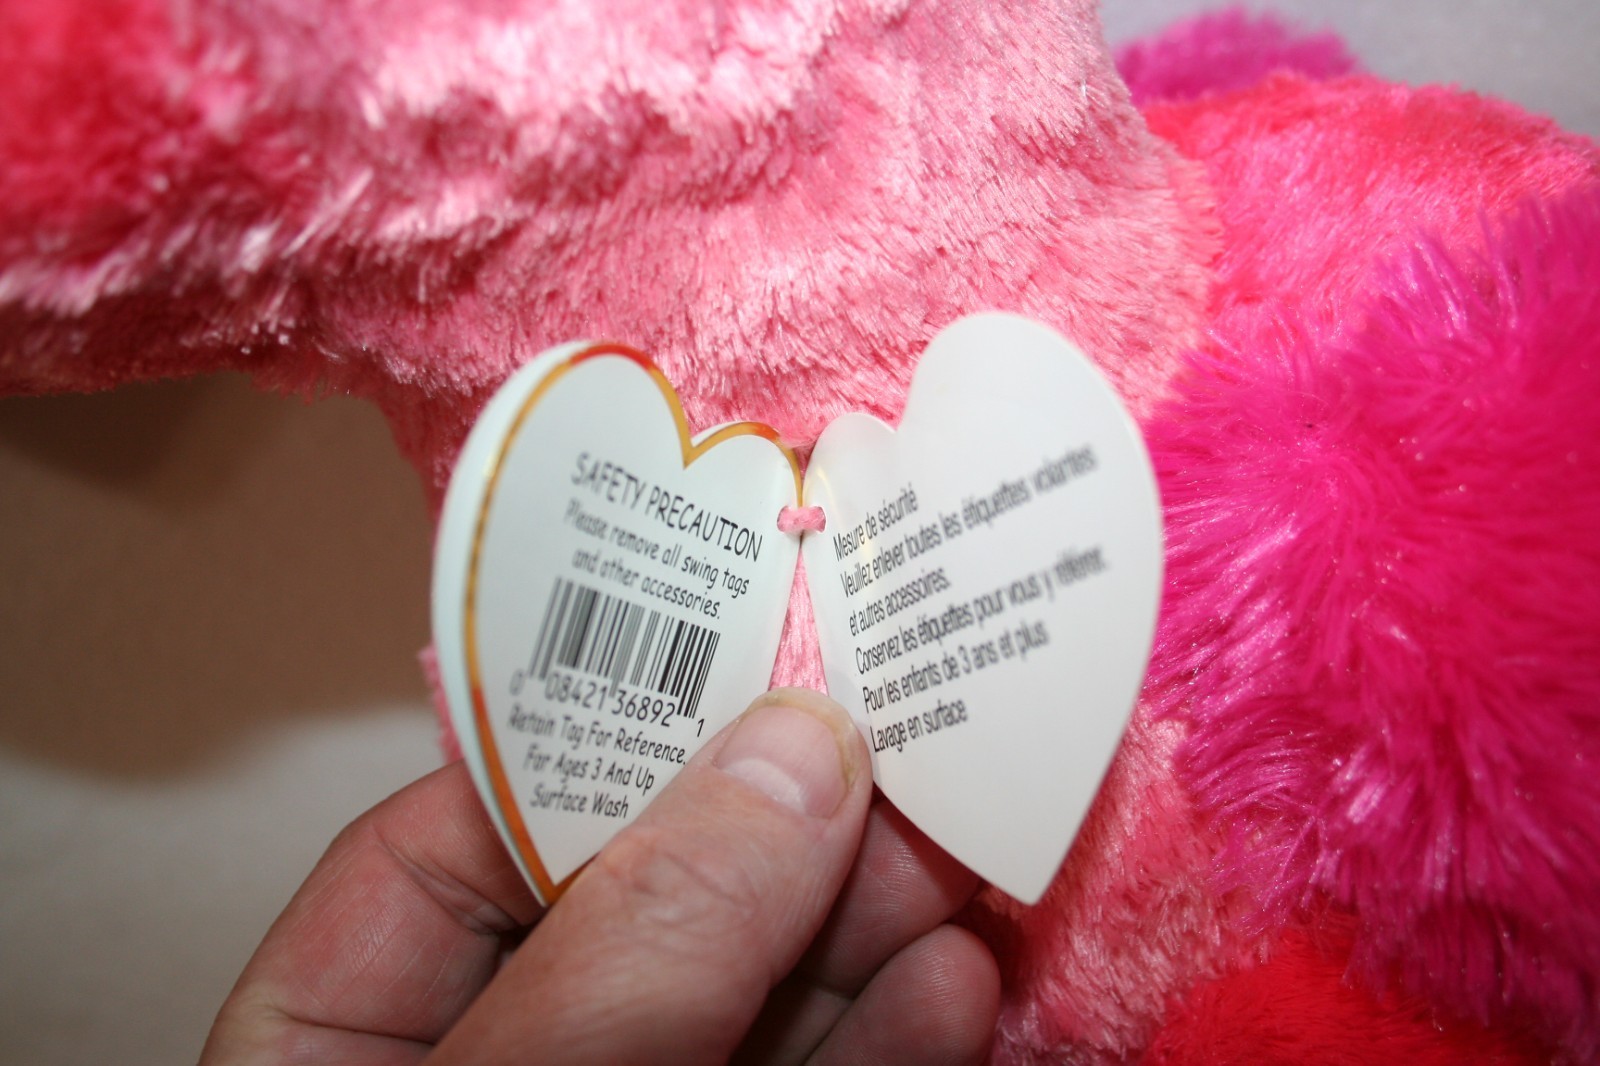 SAFETY PRECAUTION
Please remove all swing tags
and other accessories.
0 08421 36892 1
Retain Tag For Reference.
For Ages 3 And Up
Surface Wash
Mesure de sécurité
Veuillez enlever toutes les étiquettes volantes
et autres accessoires.
Conservez les étiquettes pour vous y référer.
Pour les enfants de 3 ans et plus
Lavage en surface